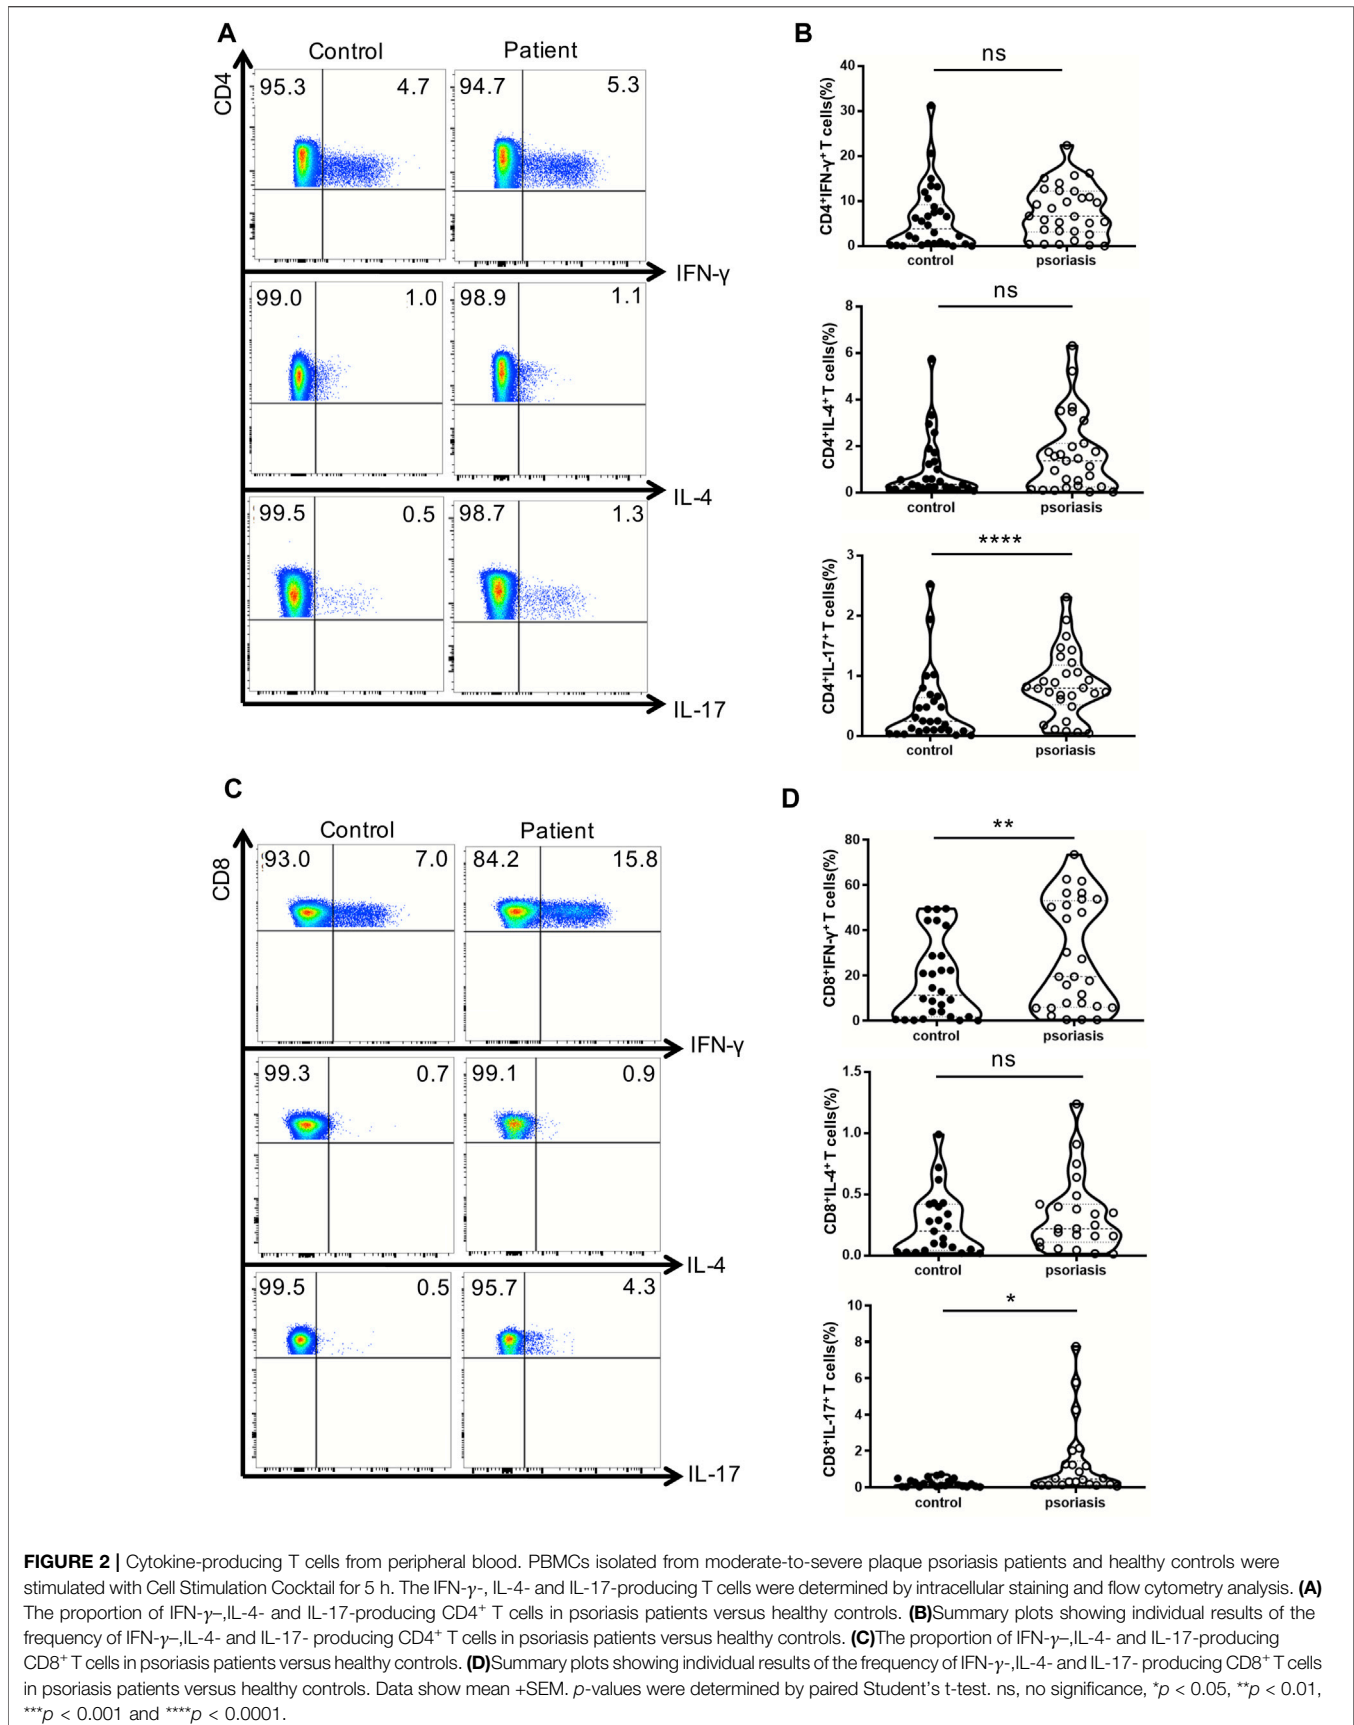 A
Control
Patient
CD4
95.3
4.7
94.7
5.3
IFN-γ
99.0
1.0
98.9
1.1
IL-4
99.5
0.5
98.7
1.3
IL-17
B
ns
CD4⁺IFN-γ⁺T cells(%)
40
30
20
10
0
control
psoriasis
ns
CD4⁺IL-4⁺T cells(%)
8
6
4
2
0
control
psoriasis
****
CD4⁺IL-17⁺T cells(%)
3
2
1
0
control
psoriasis
C
Control
Patient
CD8
93.0
7.0
84.2
15.8
IFN-γ
99.3
0.7
99.1
0.9
IL-4
99.5
0.5
95.7
4.3
IL-17
D
**
CD8⁺IFN-γ⁺T cells(%)
80
60
40
20
0
control
psoriasis
ns
CD8⁺IL-4⁺T cells(%)
1.5
1.0
0.5
0.0
control
psoriasis
*
CD8⁺IL-17⁺T cells(%)
10
8
6
4
2
0
control
psoriasis
FIGURE 2 | Cytokine-producing T cells from peripheral blood. PBMCs isolated from moderate-to-severe plaque psoriasis patients and healthy controls were
stimulated with Cell Stimulation Cocktail for 5 h. The IFN-γ-, IL-4- and IL-17-producing T cells were determined by intracellular staining and flow cytometry analysis. (A)
The proportion of IFN-γ–,IL-4- and IL-17-producing CD4⁺ T cells in psoriasis patients versus healthy controls. (B)Summary plots showing individual results of the
frequency of IFN-γ–,IL-4- and IL-17- producing CD4⁺ T cells in psoriasis patients versus healthy controls. (C)The proportion of IFN-γ–,IL-4- and IL-17-producing
CD8⁺ T cells in psoriasis patients versus healthy controls. (D)Summary plots showing individual results of the frequency of IFN-γ-,IL-4- and IL-17- producing CD8⁺ T cells
in psoriasis patients versus healthy controls. Data show mean +SEM. p-values were determined by paired Student's t-test. ns, no significance, *p < 0.05, **p < 0.01,
***p < 0.001 and ****p < 0.0001.